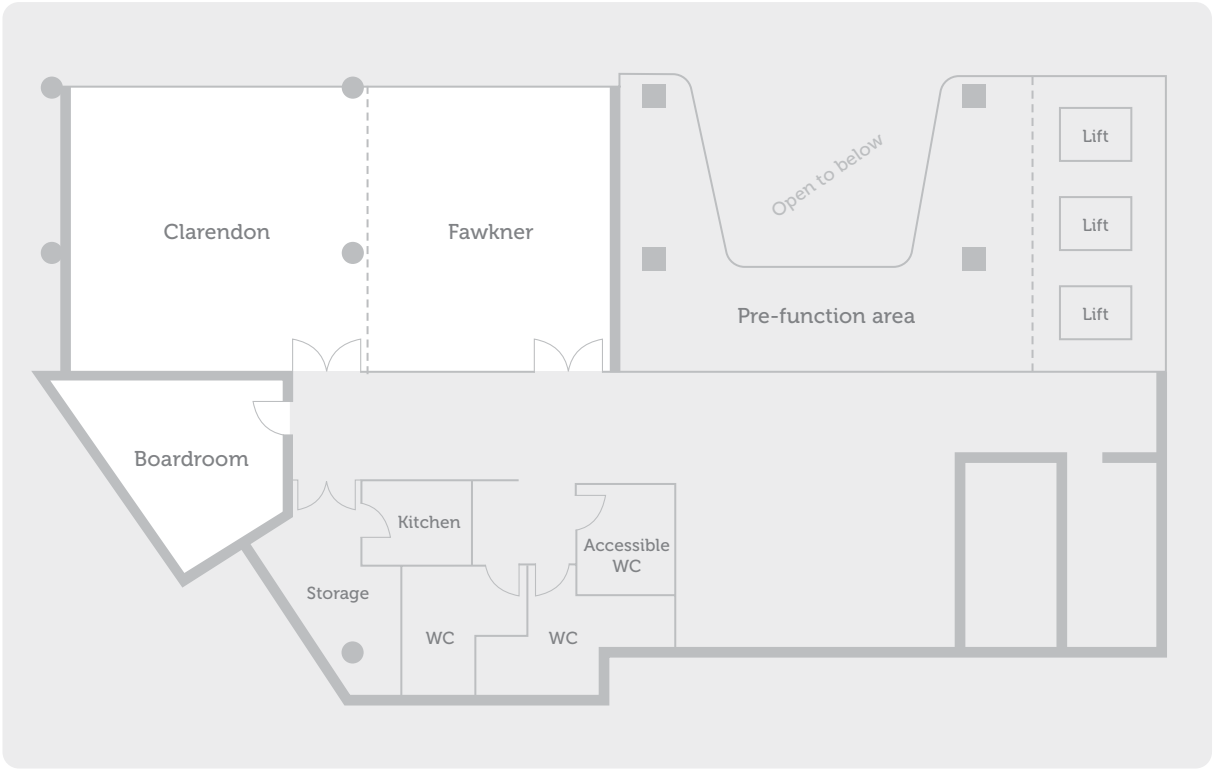 Lift
Open to below
Lift
Clarendon
Fawkner
Lift
Pre-function area
Boardroom
Kitchen
Accessible
WC
Storage
WC
WC